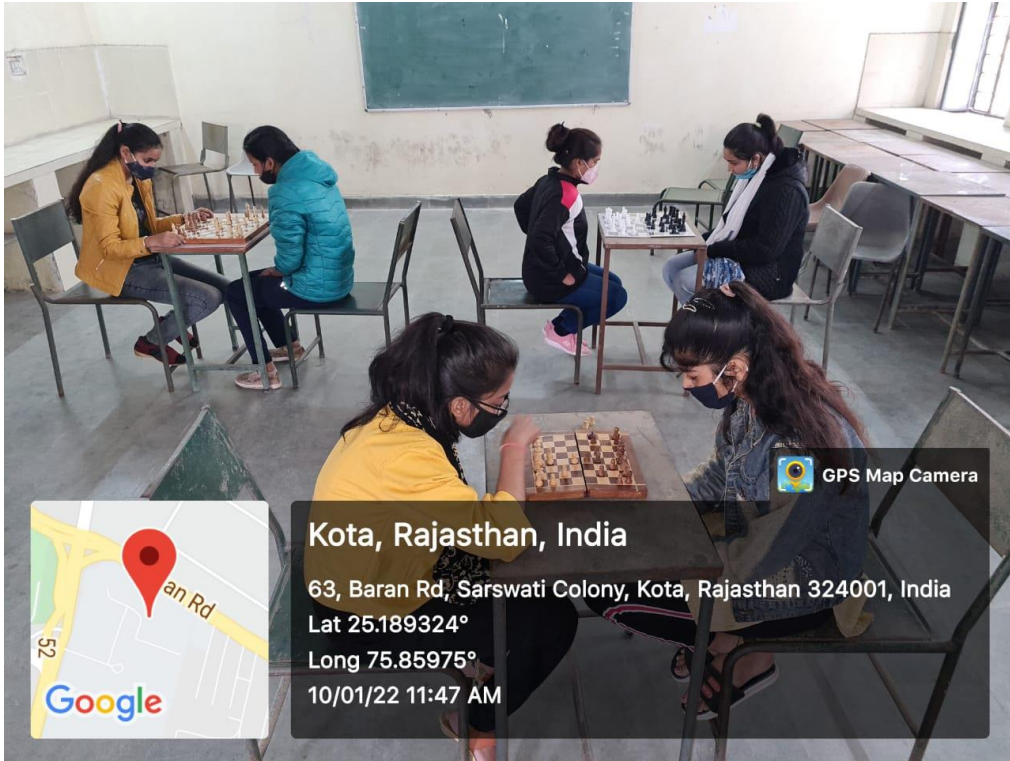 GPS Map Camera
Kota, Rajasthan, India
63, Baran Rd, Sarswati Colony, Kota, Rajasthan 324001, India
Lat 25.189324°
Long 75.85975°
10/01/22 11:47 AM
an Rd
52
Google